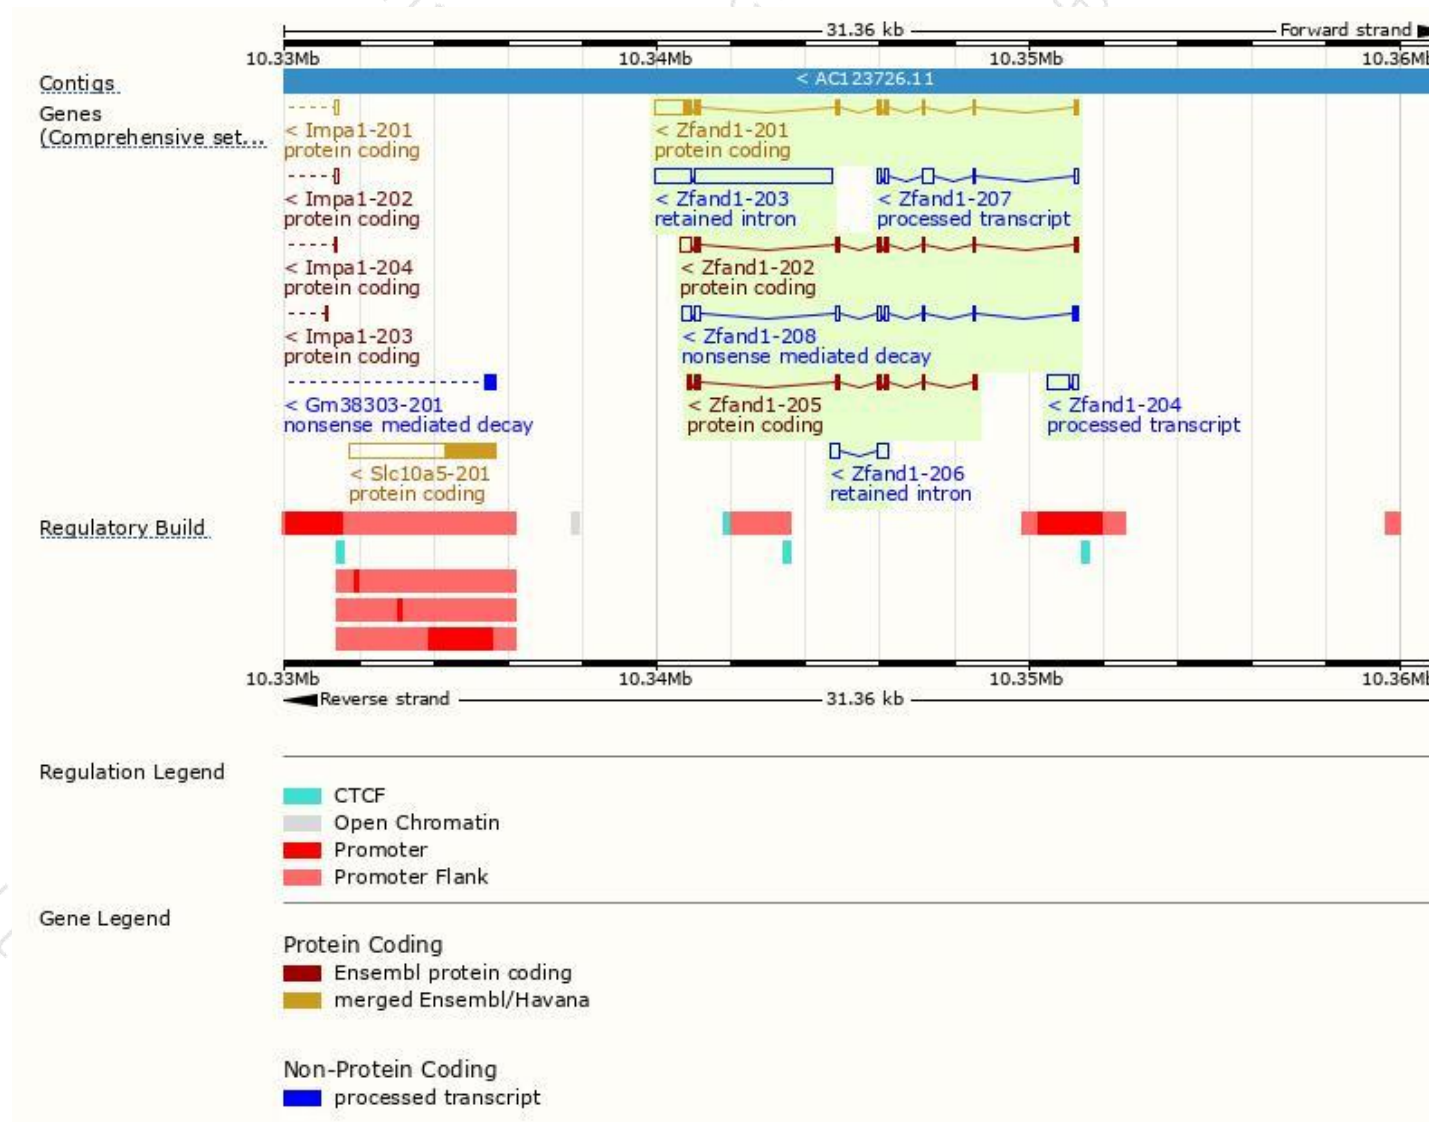 31.36 kb
Forward strand
10.33Mb 10.34Mb 10.35Mb 10.36Mb
Contigs
< AC123726.11
Genes
(Comprehensive set...
< Impa1-201
protein coding
< Zfand1-201
protein coding
< Impa1-202
protein coding
< Zfand1-203
retained intron
< Zfand1-207
processed transcript
< Impa1-204
protein coding
< Zfand1-202
protein coding
< Impa1-203
protein coding
< Zfand1-208
nonsense mediated decay
< Gm38303-201
nonsense mediated decay
< Zfand1-205
protein coding
< Zfand1-204
processed transcript
< Slc10a5-201
protein coding
< Zfand1-206
retained intron
Regulatory Build
10.33Mb 10.34Mb 10.35Mb 10.36Mb
Reverse strand
31.36 kb
Regulation Legend
CTCF
Open Chromatin
Promoter
Promoter Flank
Gene Legend
Protein Coding
Ensembl protein coding
merged Ensembl/Havana
Non-Protein Coding
processed transcript